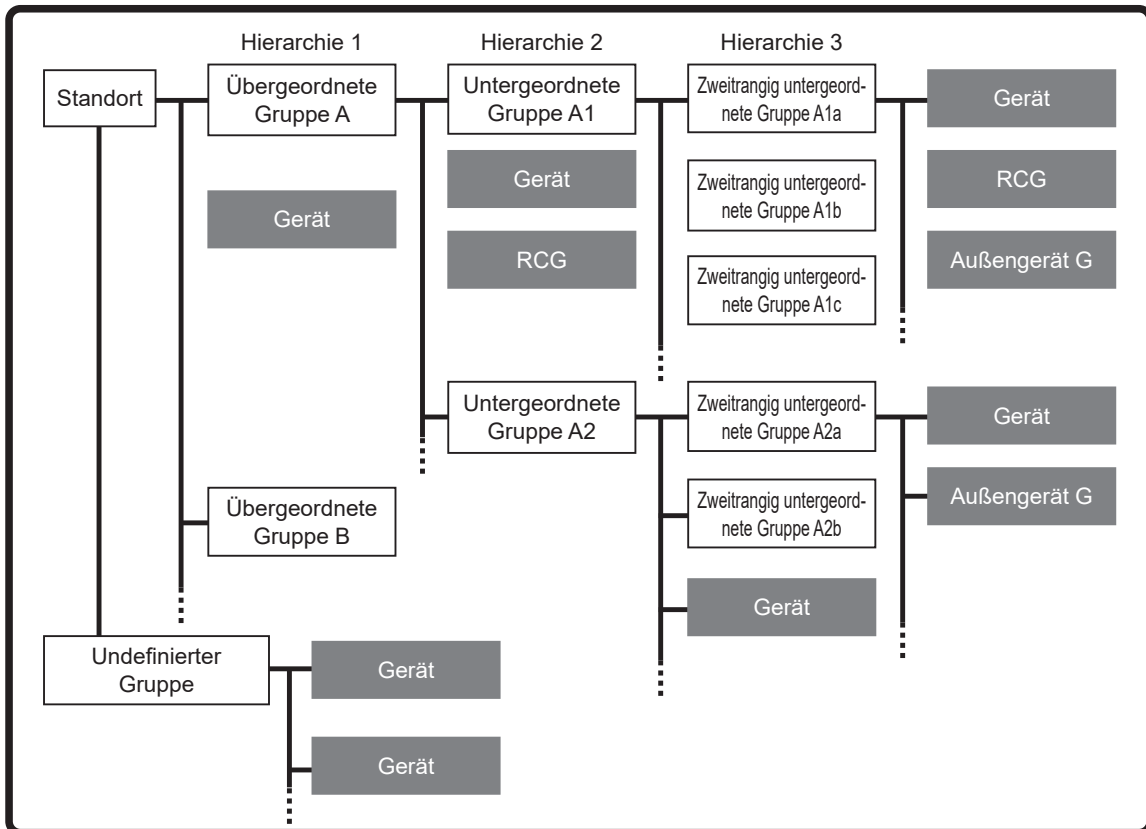 Hierarchie 1
Hierarchie 2
Hierarchie 3
Standort
Übergeordnete
Gruppe A
Untergeordnete
Gruppe A1
Zweitrangig untergeord-
nete Gruppe A1a
Gerät
Gerät
Gerät
Zweitrangig untergeord-
nete Gruppe A1b
RCG
RCG
Zweitrangig untergeord-
nete Gruppe A1c
Außengerät G
Untergeordnete
Gruppe A2
Zweitrangig untergeord-
nete Gruppe A2a
Gerät
Übergeordnete
Gruppe B
Zweitrangig untergeord-
nete Gruppe A2b
Außengerät G
Gerät
Undefinierter
Gruppe
Gerät
Gerät